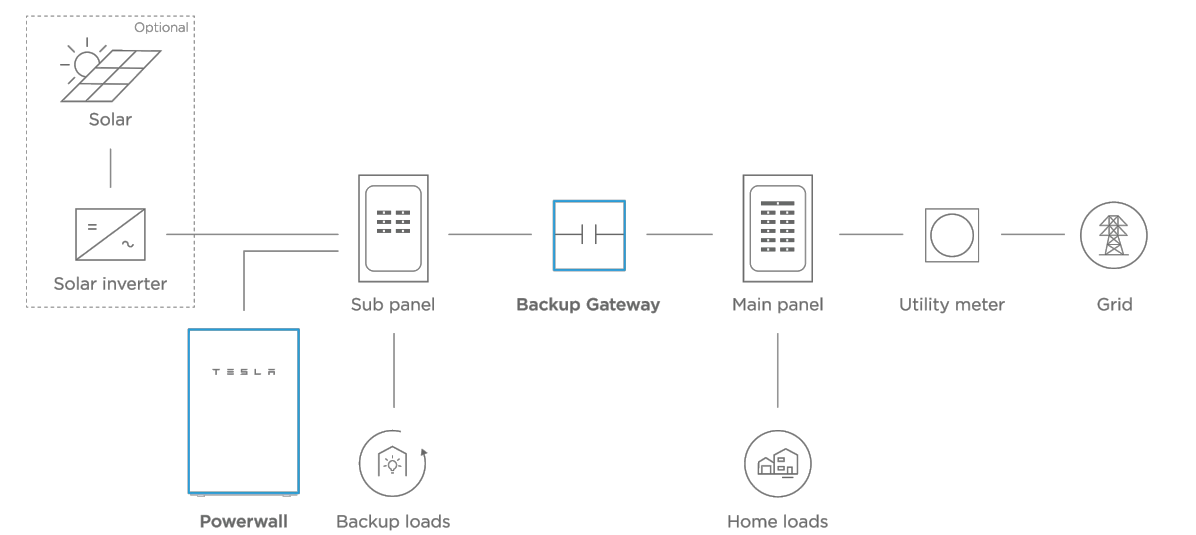 Optional
Solar
Solar inverter
Sub panel
Backup Gateway
Main panel
Utility meter
Grid
TESLA
Powerwall
Backup loads
Home loads